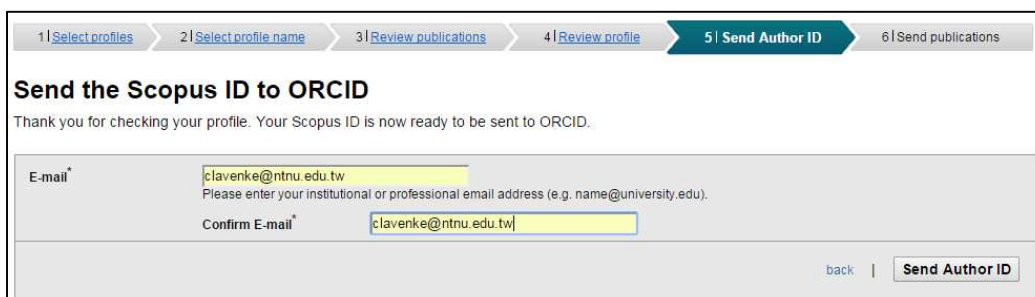 1 | Select profiles 2 | Select profile name 3 | Review publications 4 | Review profile 5 | Send Author ID 6 | Send publications
Send the Scopus ID to ORCID
Thank you for checking your profile. Your Scopus ID is now ready to be sent to ORCID.
E-mail* clavenke@ntnu.edu.tw
Please enter your institutional or professional email address (e.g. name@university.edu).
Confirm E-mail* clavenke@ntnu.edu.tw
back | Send Author ID